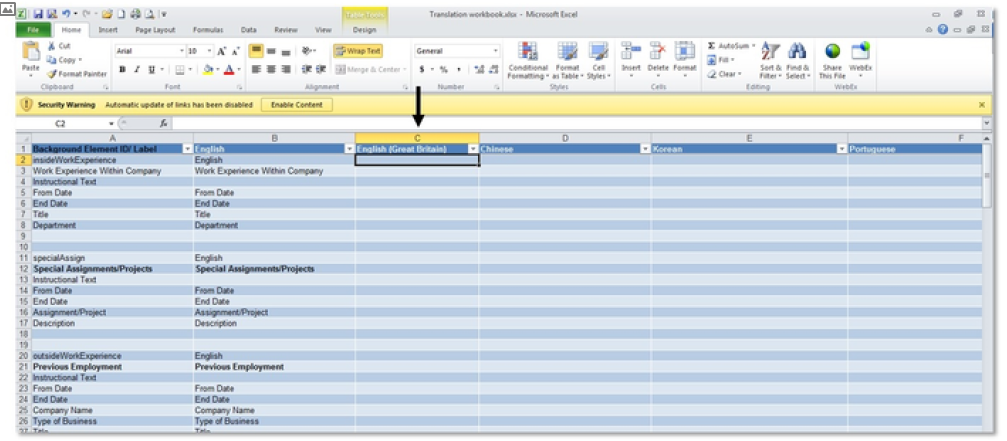 Table Tools
Translation workbook.xlsx - Microsoft Excel
File Home Insert Page Layout Formulas Data Review View Design
Paste
Cut
Copy
Format Painter
Clipboard
Arial 10
B I U
Font
Wrap Text
Merge & Center
Alignment
General
$ % ,
Number
Conditional Formatting
Format as Table
Cell Styles
Styles
Insert Delete Format
Cells
AutoSum
Fill
Clear
Sort & Filter
Find & Select
Editing
Share This File
WebEx
WebEx
Security Warning Automatic update of links has been disabled Enable Content
C2 fx
A B C D E F
1 Background Element ID/ Label English English (Great Britain) Chinese Korean Portuguese
2 insideWorkExperience English
3 Work Experience Within Company Work Experience Within Company
4 Instructional Text
5 From Date From Date
6 End Date End Date
7 Title Title
8 Department Department
9
10
11 specialAssign English
12 Special Assignments/Projects Special Assignments/Projects
13 Instructional Text
14 From Date From Date
15 End Date End Date
16 Assignment/Project Assignment/Project
17 Description Description
18
19
20 outsideWorkExperience English
21 Previous Employment Previous Employment
22 Instructional Text
23 From Date From Date
24 End Date End Date
25 Company Name Company Name
26 Type of Business Type of Business
27 Title Title